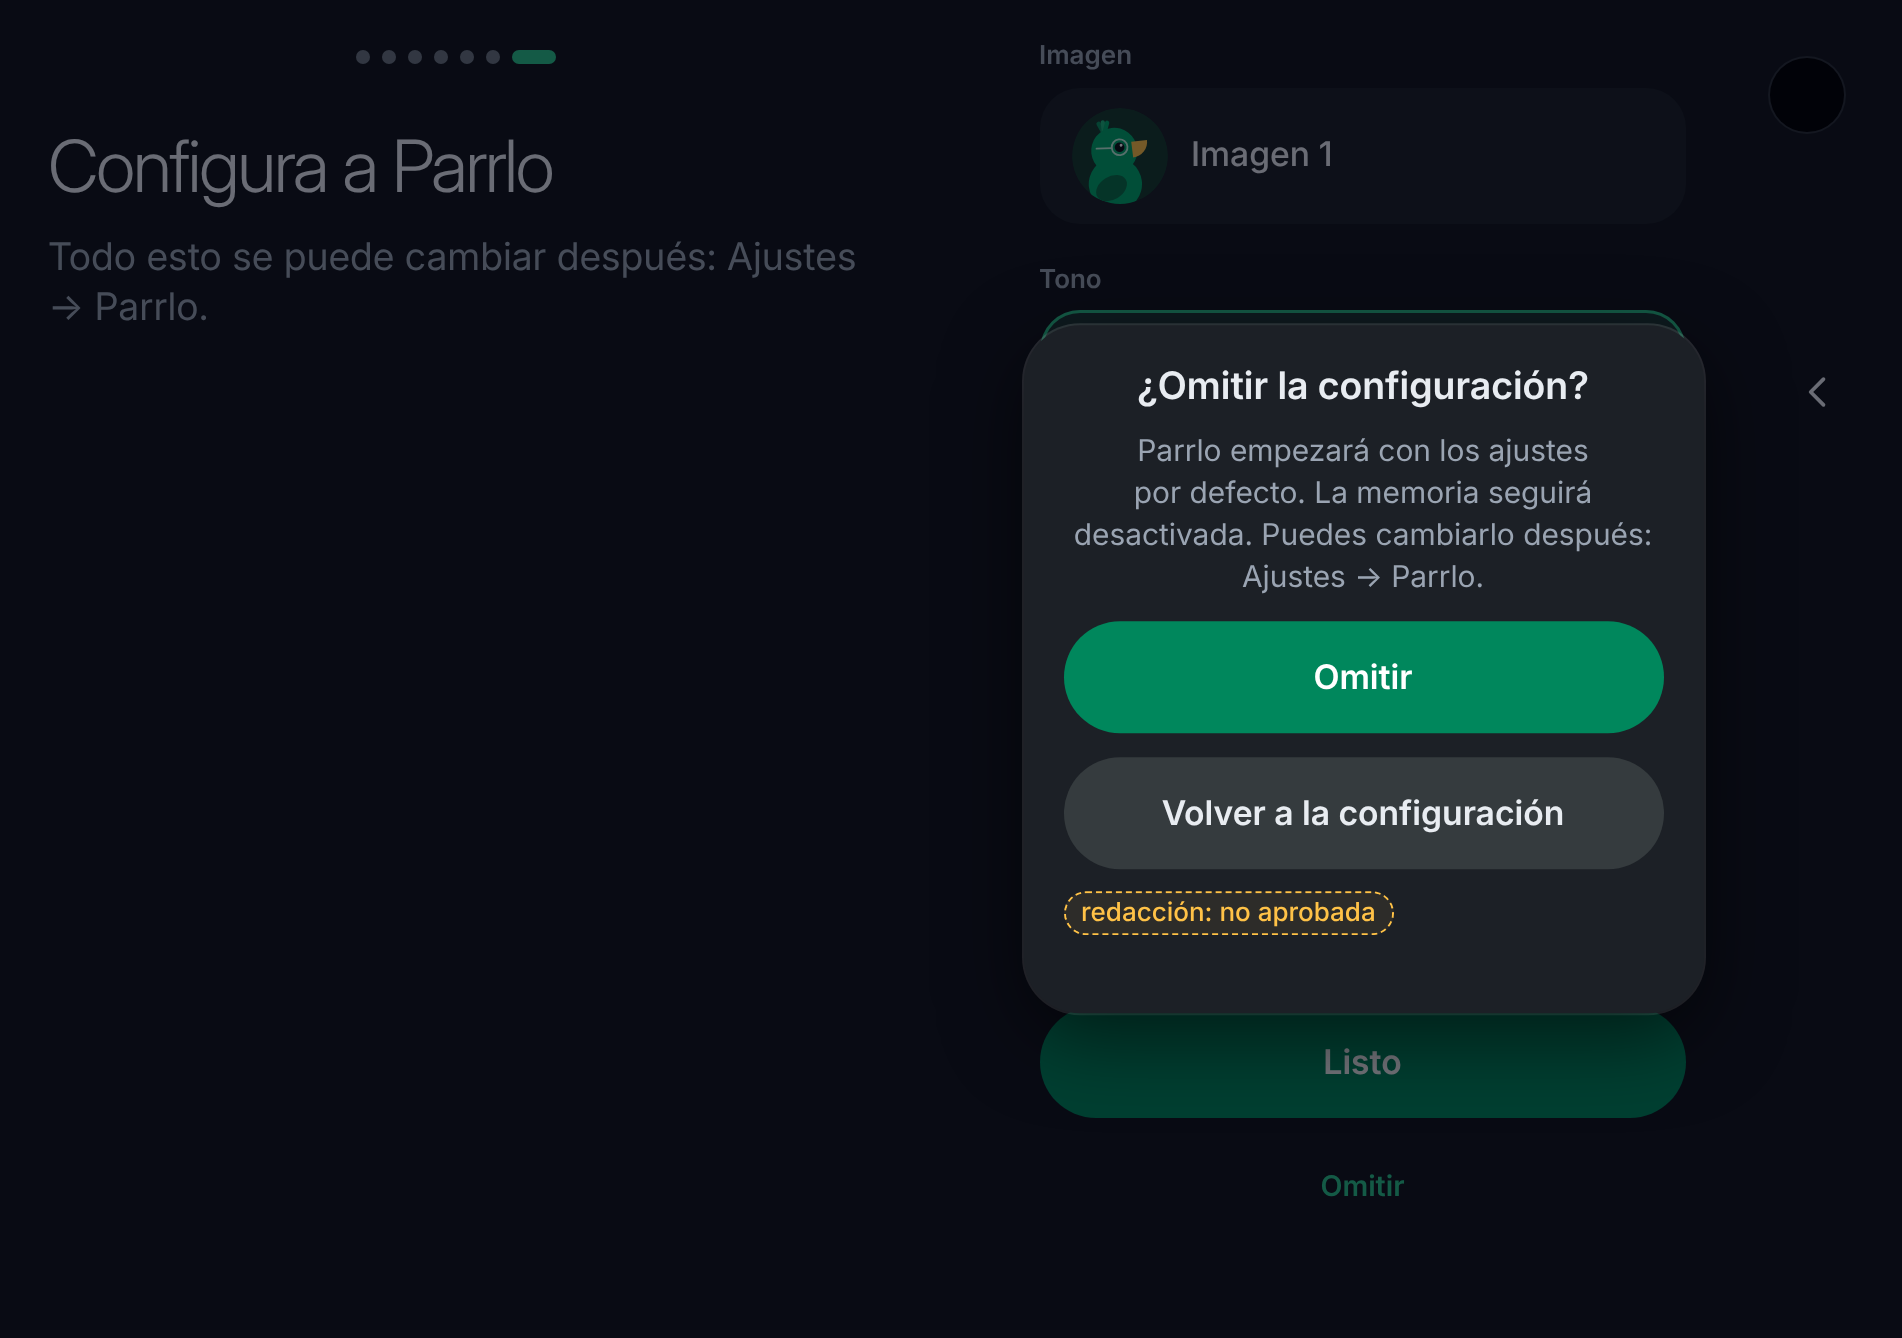 Configura a Parrlo
Todo esto se puede cambiar después: Ajustes
→ Parrlo.
Imagen
Imagen 1
Tono
¿Omitir la configuración?
Parrlo empezará con los ajustes
por defecto. La memoria seguirá
desactivada. Puedes cambiarlo después:
Ajustes → Parrlo.
Omitir
Volver a la configuración
redacción: no aprobada
Listo
Omitir